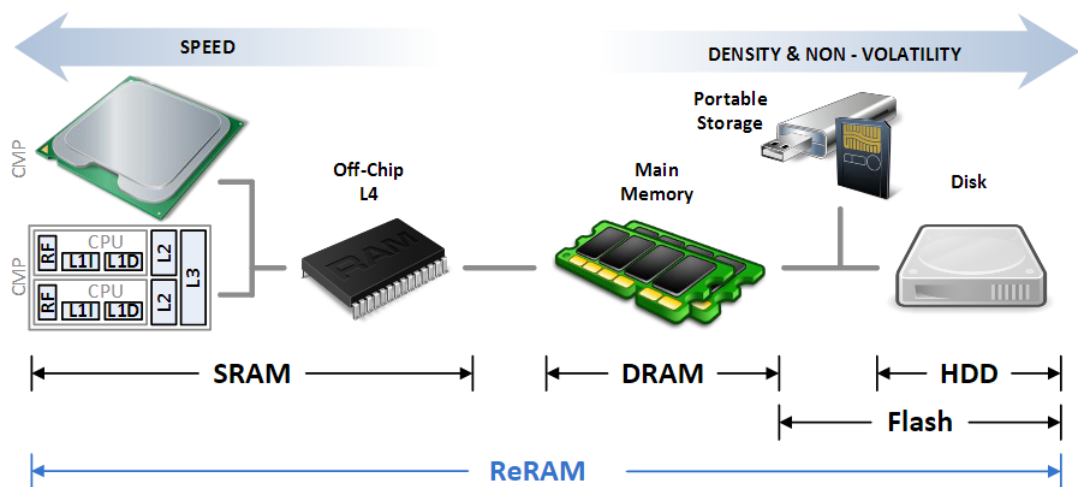 SPEED
DENSITY & NON - VOLATILITY
CMP
Off-Chip
L4
RAM
Main
Memory
Portable
Storage
Disk
CMP
RF
CPU
L1I
L1D
L2
L3
RF
CPU
L1I
L1D
L2
SRAM
DRAM
HDD
Flash
ReRAM